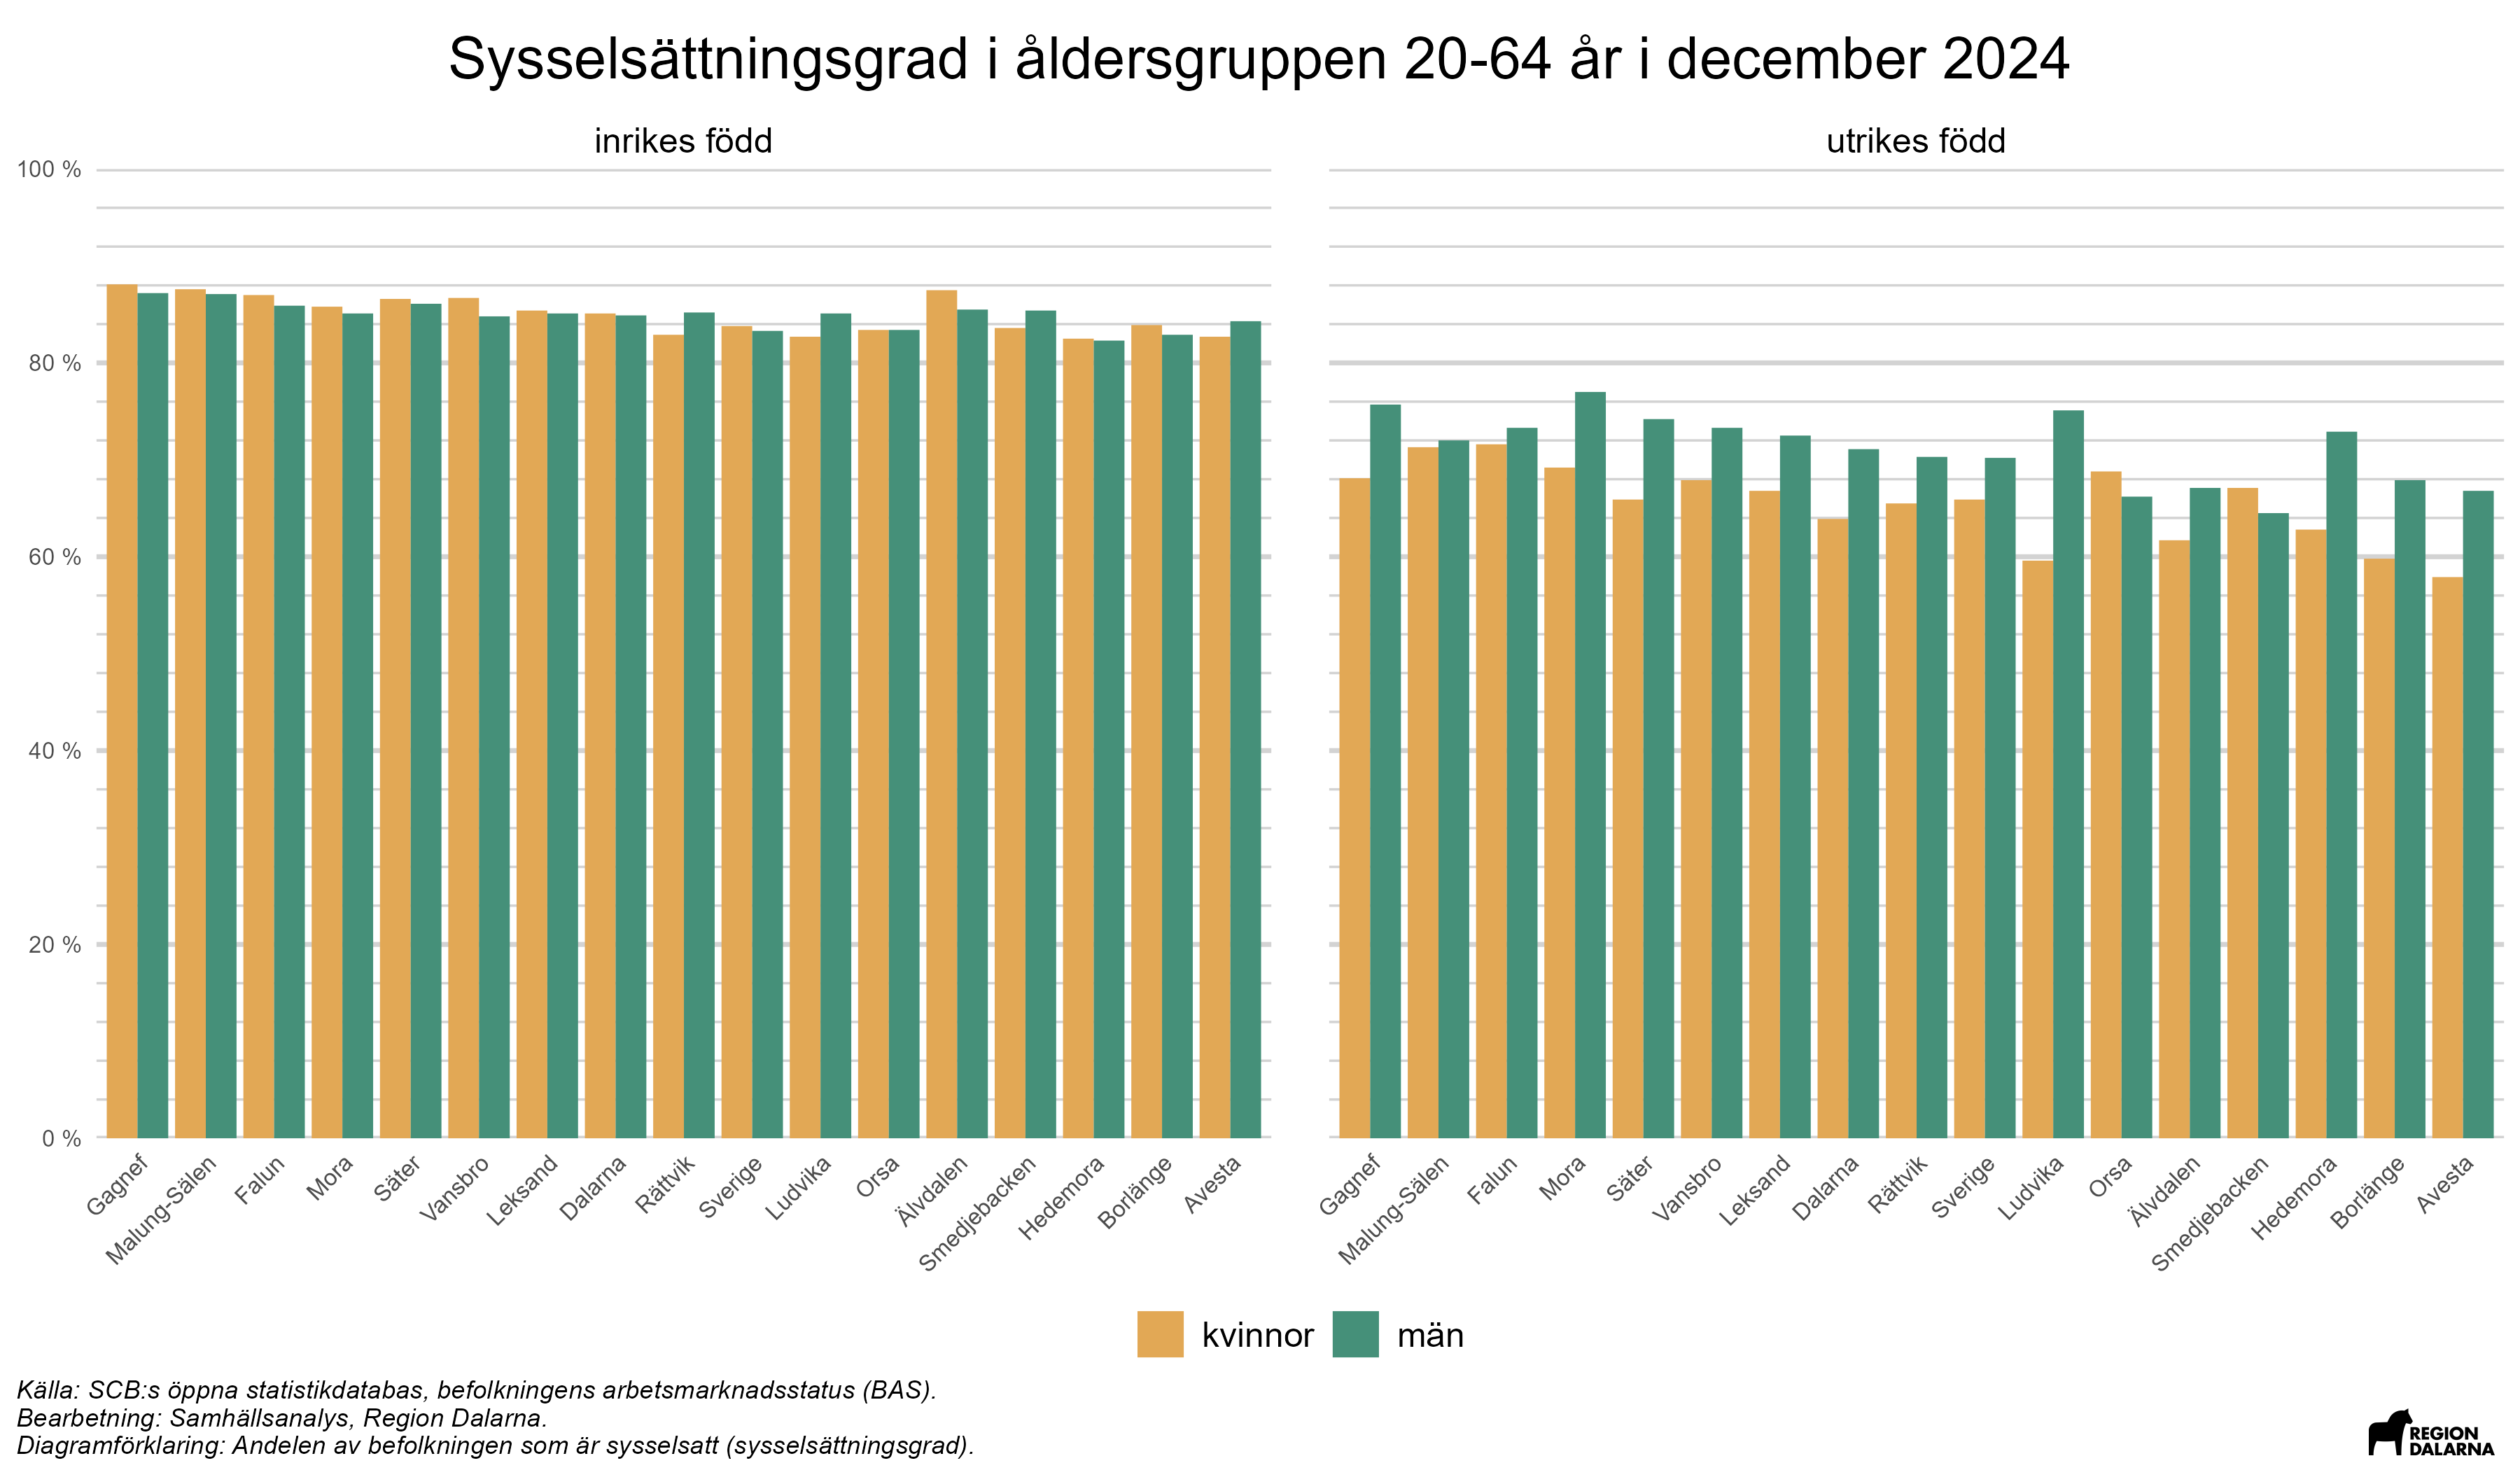 Sysselsättningsgrad i åldersgruppen 20-64 år i december 2024
inrikes född
utrikes född
100 %
80 %
60 %
40 %
20 %
0 %
Gagnef
Malung-Sälen
Falun
Mora
Säter
Vansbro
Leksand
Dalarna
Rättvik
Sverige
Ludvika
Orsa
Älvdalen
Smedjebacken
Hedemora
Borlänge
Avesta
Gagnef
Malung-Sälen
Falun
Mora
Säter
Vansbro
Leksand
Dalarna
Rättvik
Sverige
Ludvika
Orsa
Älvdalen
Smedjebacken
Hedemora
Borlänge
Avesta
kvinnor
män
Källa: SCB:s öppna statistikdatabas, befolkningens arbetsmarknadsstatus (BAS).
Bearbetning: Samhällsanalys, Region Dalarna.
Diagramförklaring: Andelen av befolkningen som är sysselsatt (sysselsättningsgrad).
REGION
DALARNA